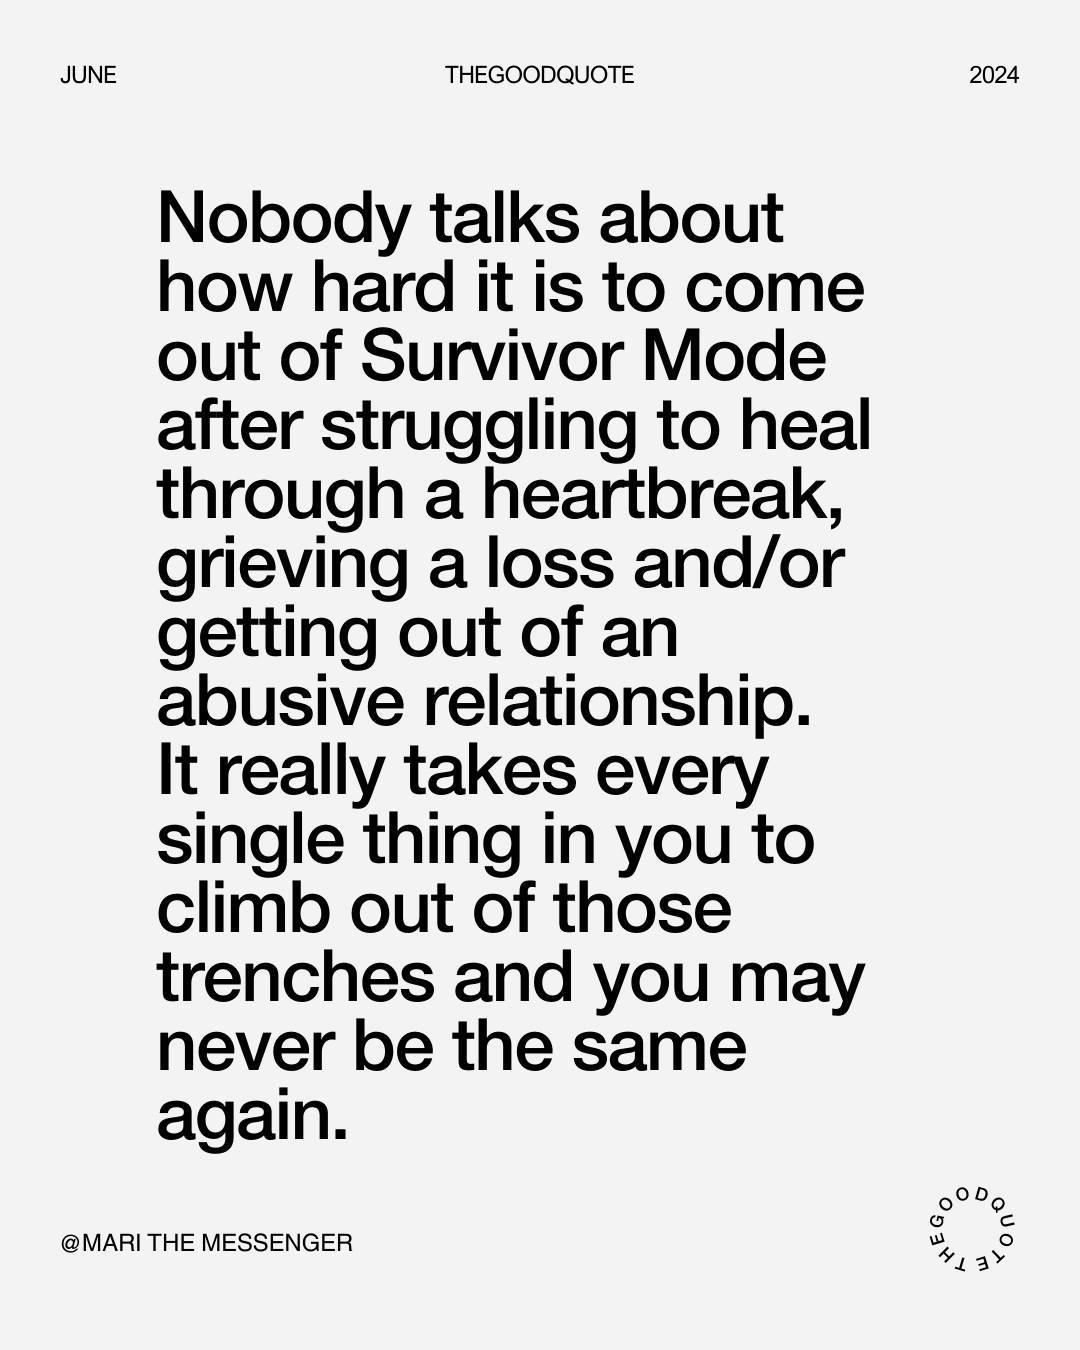 JUNE THEGOODQUOTE 2024
Nobody talks about
how hard it is to come
out of Survivor Mode
after struggling to heal
through a heartbreak,
grieving a loss and/or
getting out of an
abusive relationship.
It really takes every
single thing in you to
climb out of those
trenches and you may
never be the same
again.
@MARI THE MESSENGER
THEGOODQUOTE